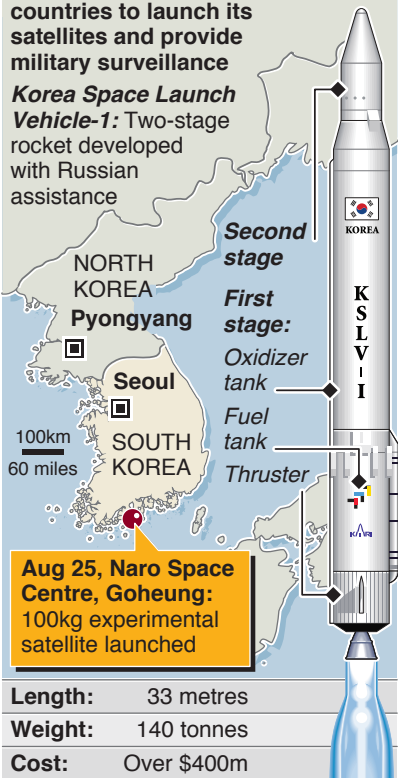 countries to launch its
satellites and provide
military surveillance
Korea Space Launch
Vehicle-1: Two-stage
rocket developed
with Russian
assistance
KOREA
Second
stage
NORTH
KOREA
Pyongyang
First
stage:
Oxidizer
tank
KSLV-I
Seoul
Fuel
tank
100km
60 miles
SOUTH
KOREA
Thruster
KARI
Aug 25, Naro Space
Centre, Goheung:
100kg experimental
satellite launched
Length: 33 metres
Weight: 140 tonnes
Cost: Over $400m